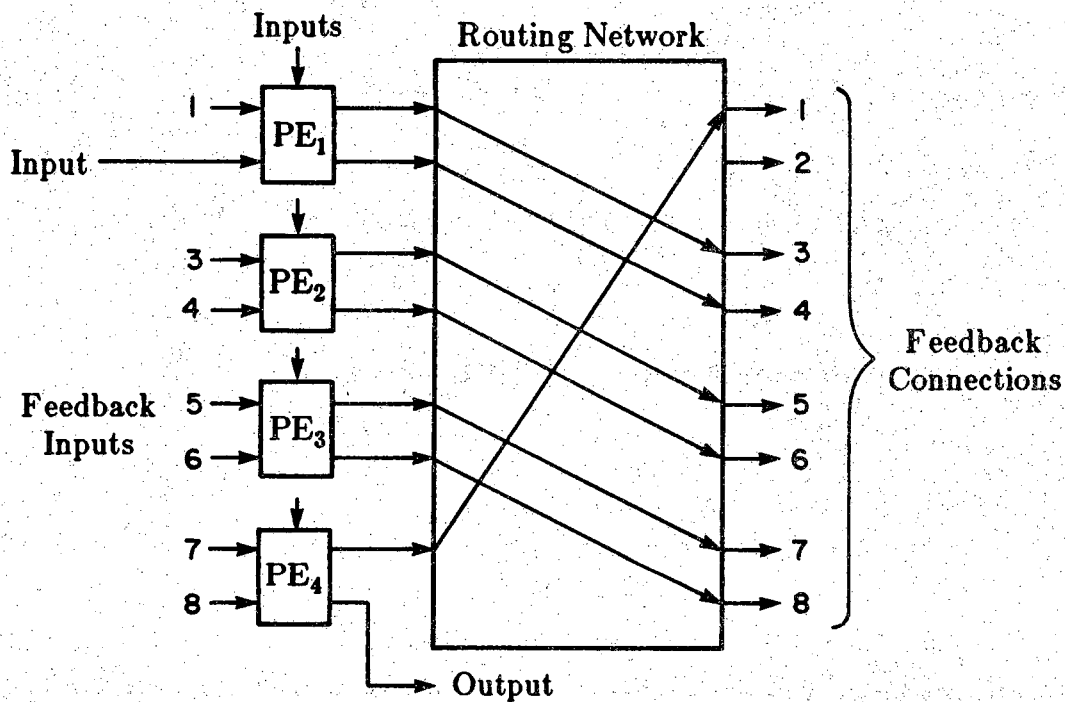 Inputs
Routing Network
1
PE1
1
Input
2
3
PE2
3
4
4
Feedback
Connections
Feedback
Inputs
5
PE3
5
6
6
7
PE4
7
8
8
Output